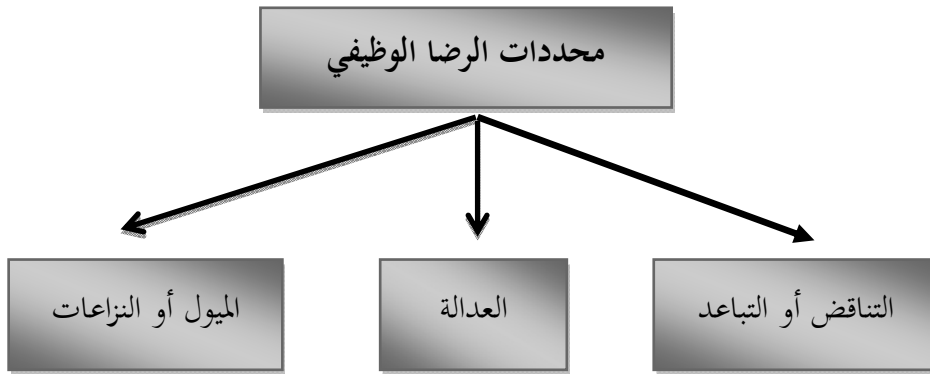 محددات الرضا الوظيفي
التناقض أو التباعد
العدالة
الميول أو النزاعات